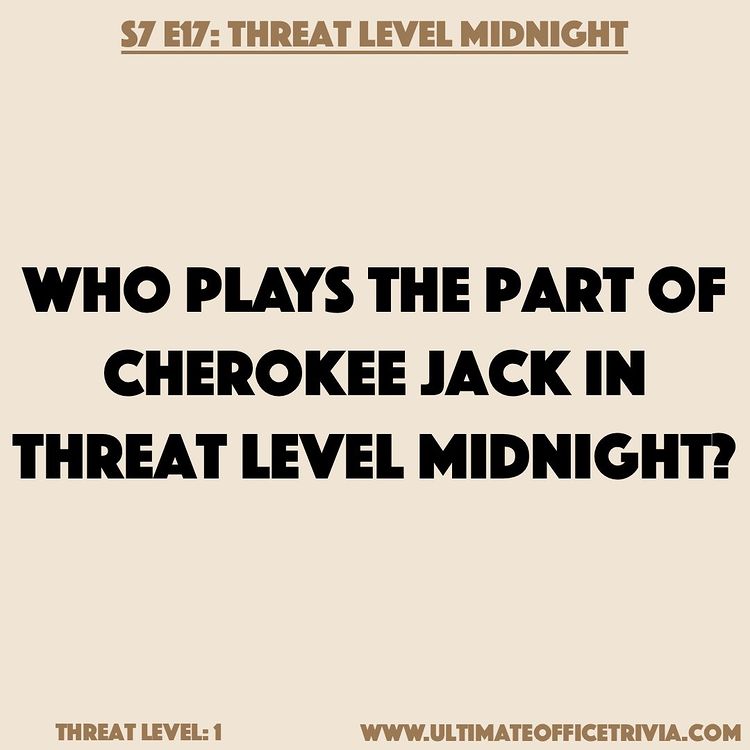 S7 E17: THREAT LEVEL MIDNIGHT
WHO PLAYS THE PART OF
CHEROKEE JACK IN
THREAT LEVEL MIDNIGHT?
THREAT LEVEL: 1
WWW.ULTIMATEOFFICETRIVIA.COM